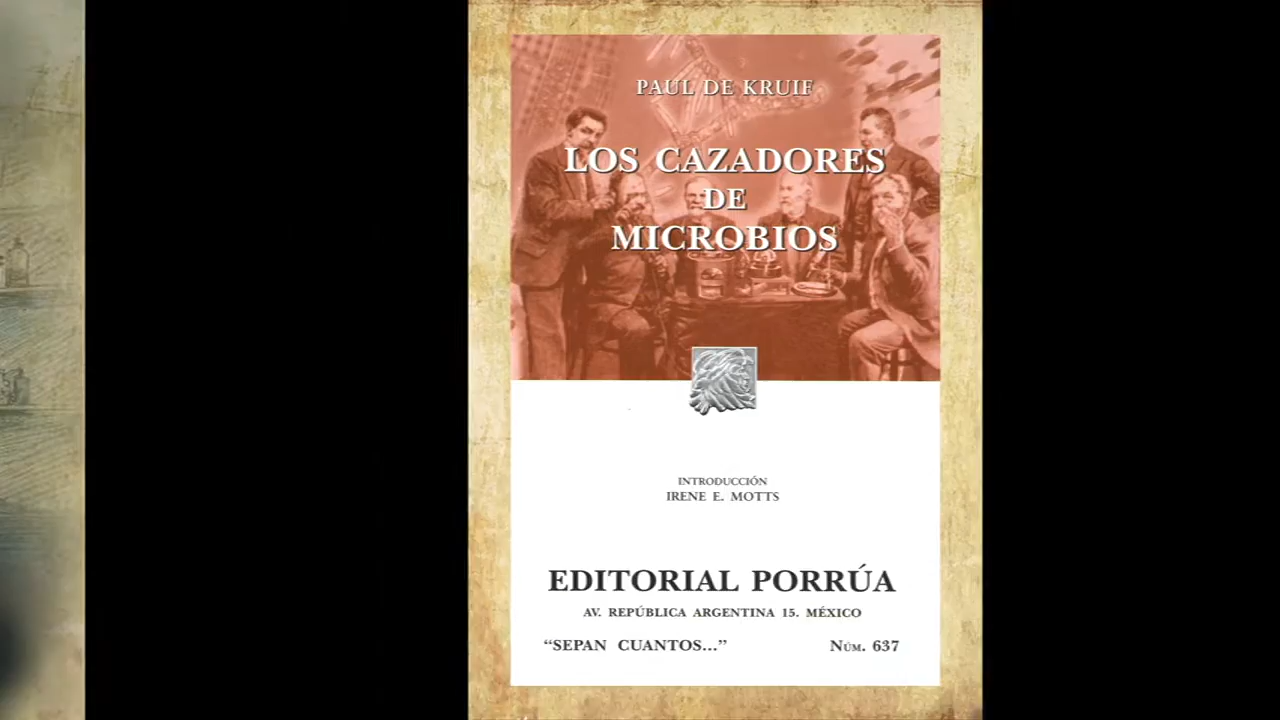 PAUL DE KRUIF
LOS CAZADORES
DE
MICROBIOS
INTRODUCCIÓN
IRENE E. MOTTS
EDITORIAL PORRÚA
AV. REPÚBLICA ARGENTINA 15. MÉXICO
“SEPAN CUANTOS...” NÚM. 637